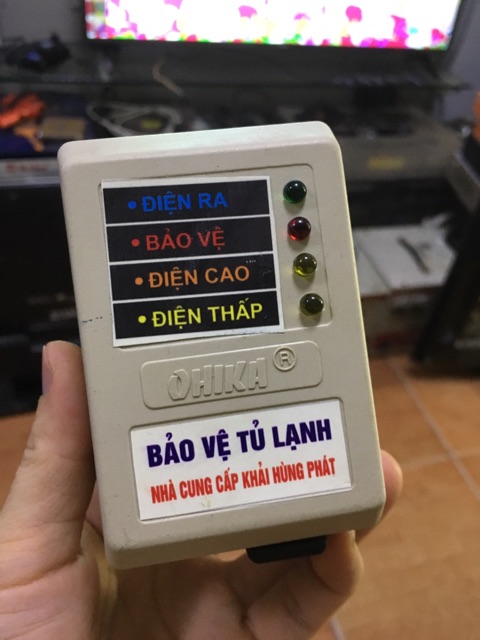 • ĐIỆN RA
• BẢO VỆ
• ĐIỆN CAO
• ĐIỆN THẤP
OHIKA ®
BẢO VỆ TỦ LẠNH
NHÀ CUNG CẤP KHẢI HÙNG PHÁT